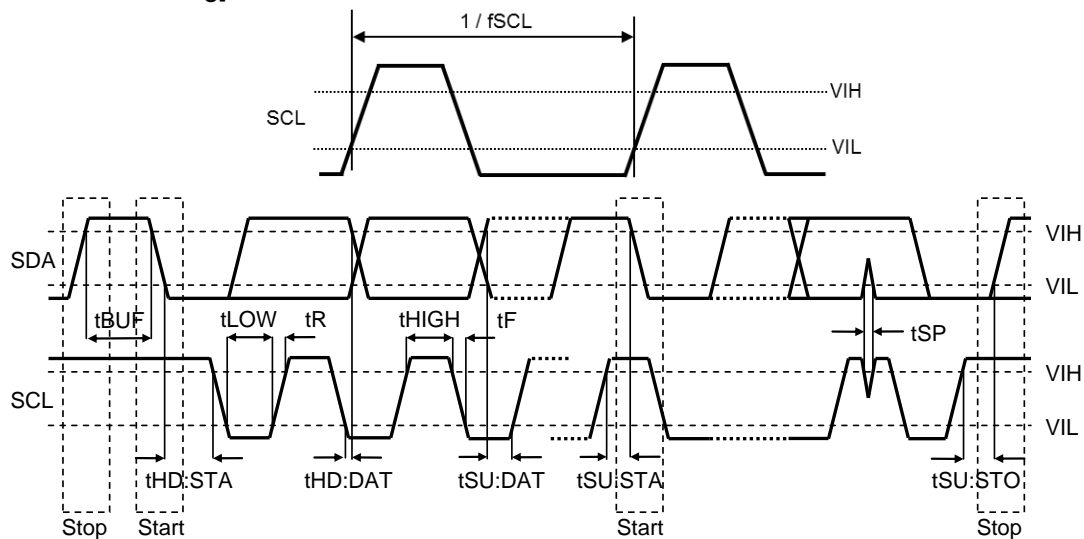 1 / fSCL
SCL
VIH
VIL
SDA
VIH
VIL
tBUF
tLOW
tR
tHIGH
tF
tSP
SCL
VIH
VIL
tHD:STA
tHD:DAT
tSU:DAT
tSU:STA
tSU:STO
Stop
Start
Start
Stop